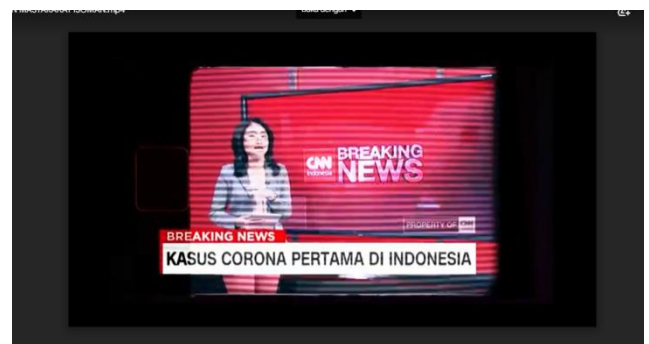 BREAKING
NEWS
CNN
Indonesia
PROPERTY OF CNN
BREAKING NEWS
KASUS CORONA PERTAMA DI INDONESIA